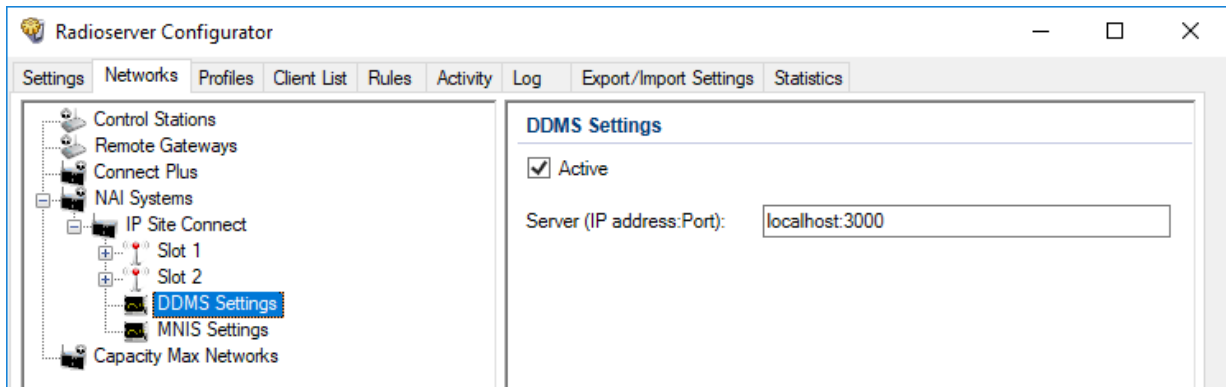 Radioserver Configurator
Settings Networks Profiles Client List Rules Activity Log Export/Import Settings Statistics
Control Stations
Remote Gateways
Connect Plus
NAI Systems
IP Site Connect
Slot 1
Slot 2
DDMS Settings
MNIS Settings
Capacity Max Networks
DDMS Settings
Active
Server (IP address:Port): localhost:3000